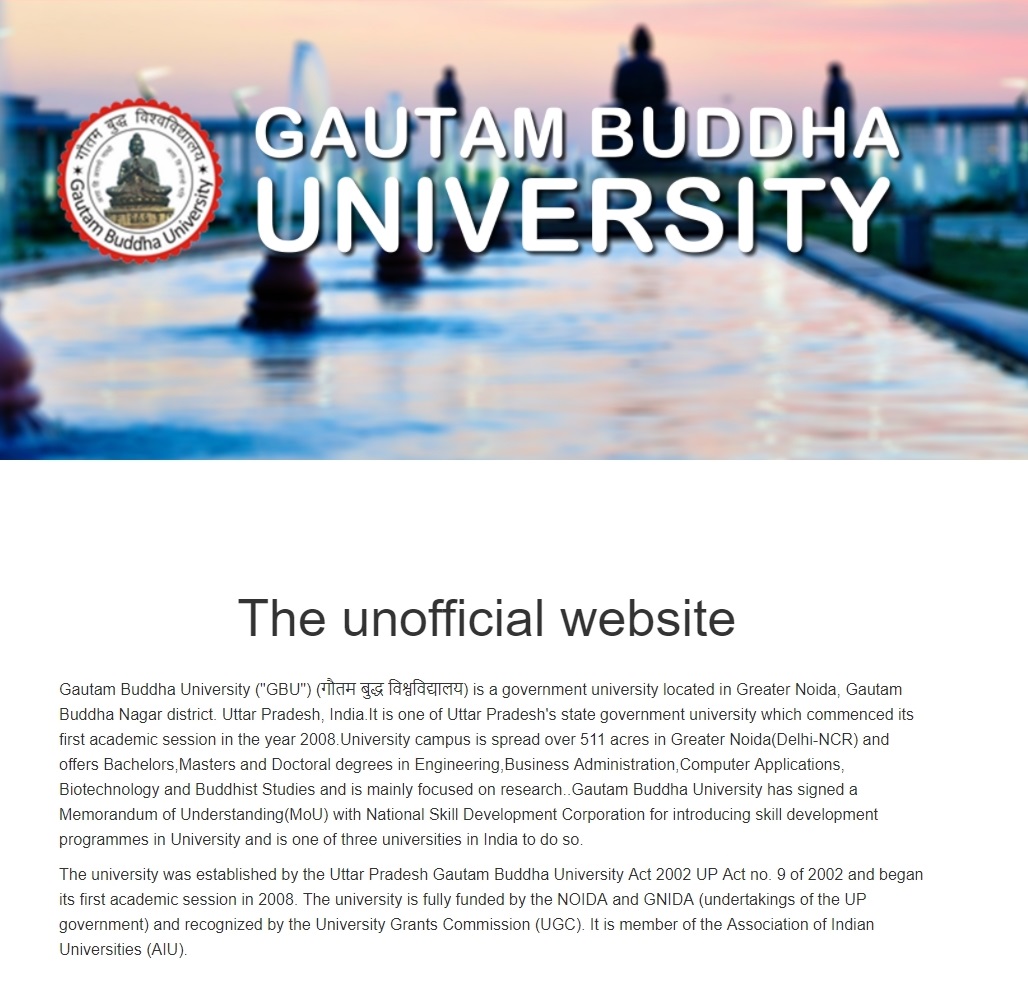 गौतम बुद्ध विश्वविद्यालय
Gautam Buddha University
GAUTAM BUDDHA
UNIVERSITY
The unofficial website
Gautam Buddha University ("GBU") (गौतम बुद्ध विश्वविद्यालय) is a government university located in Greater Noida, Gautam
Buddha Nagar district. Uttar Pradesh, India.It is one of Uttar Pradesh's state government university which commenced its
first academic session in the year 2008.University campus is spread over 511 acres in Greater Noida(Delhi-NCR) and
offers Bachelors,Masters and Doctoral degrees in Engineering,Business Administration,Computer Applications,
Biotechnology and Buddhist Studies and is mainly focused on research..Gautam Buddha University has signed a
Memorandum of Understanding(MoU) with National Skill Development Corporation for introducing skill development
programmes in University and is one of three universities in India to do so.
The university was established by the Uttar Pradesh Gautam Buddha University Act 2002 UP Act no. 9 of 2002 and began
its first academic session in 2008. The university is fully funded by the NOIDA and GNIDA (undertakings of the UP
government) and recognized by the University Grants Commission (UGC). It is member of the Association of Indian
Universities (AIU).